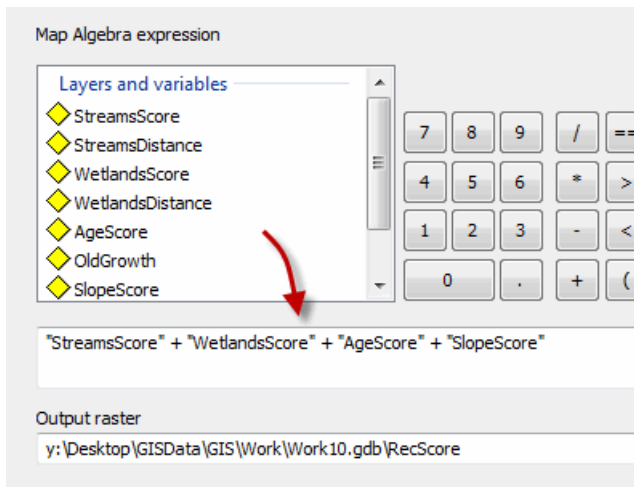 Map Algebra expression
Layers and variables
StreamsScore
StreamsDistance
WetlandsScore
WetlandsDistance
AgeScore
OldGrowth
SlopeScore
7 8 9 / ==
4 5 6 * >
1 2 3 - <
0 . + (
"StreamsScore" + "WetlandsScore" + "AgeScore" + "SlopeScore"
Output raster
y:\Desktop\GISData\GIS\Work\Work10.gdb\RecScore